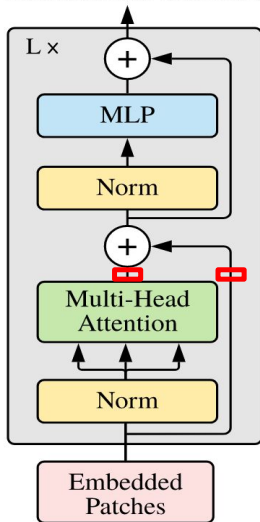 L ×
+
MLP
Norm
+
Multi-Head
Attention
Norm
Embedded
Patches